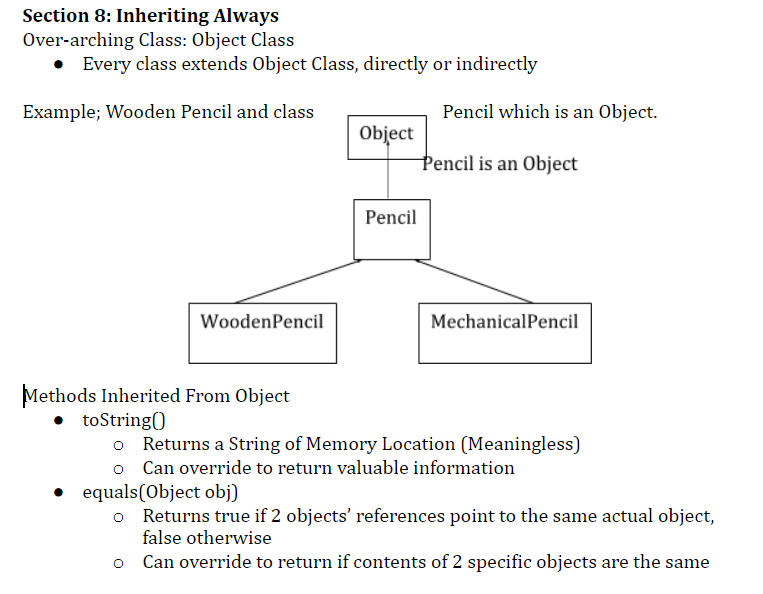 Section 8: Inheriting Always
Over-arching Class: Object Class
● Every class extends Object Class, directly or indirectly
Example; Wooden Pencil and class Pencil which is an Object.
Object
Pencil is an Object
Pencil
WoodenPencil MechanicalPencil
Methods Inherited From Object
● toString()
○ Returns a String of Memory Location (Meaningless)
○ Can override to return valuable information
● equals(Object obj)
○ Returns true if 2 objects’ references point to the same actual object,
false otherwise
○ Can override to return if contents of 2 specific objects are the same